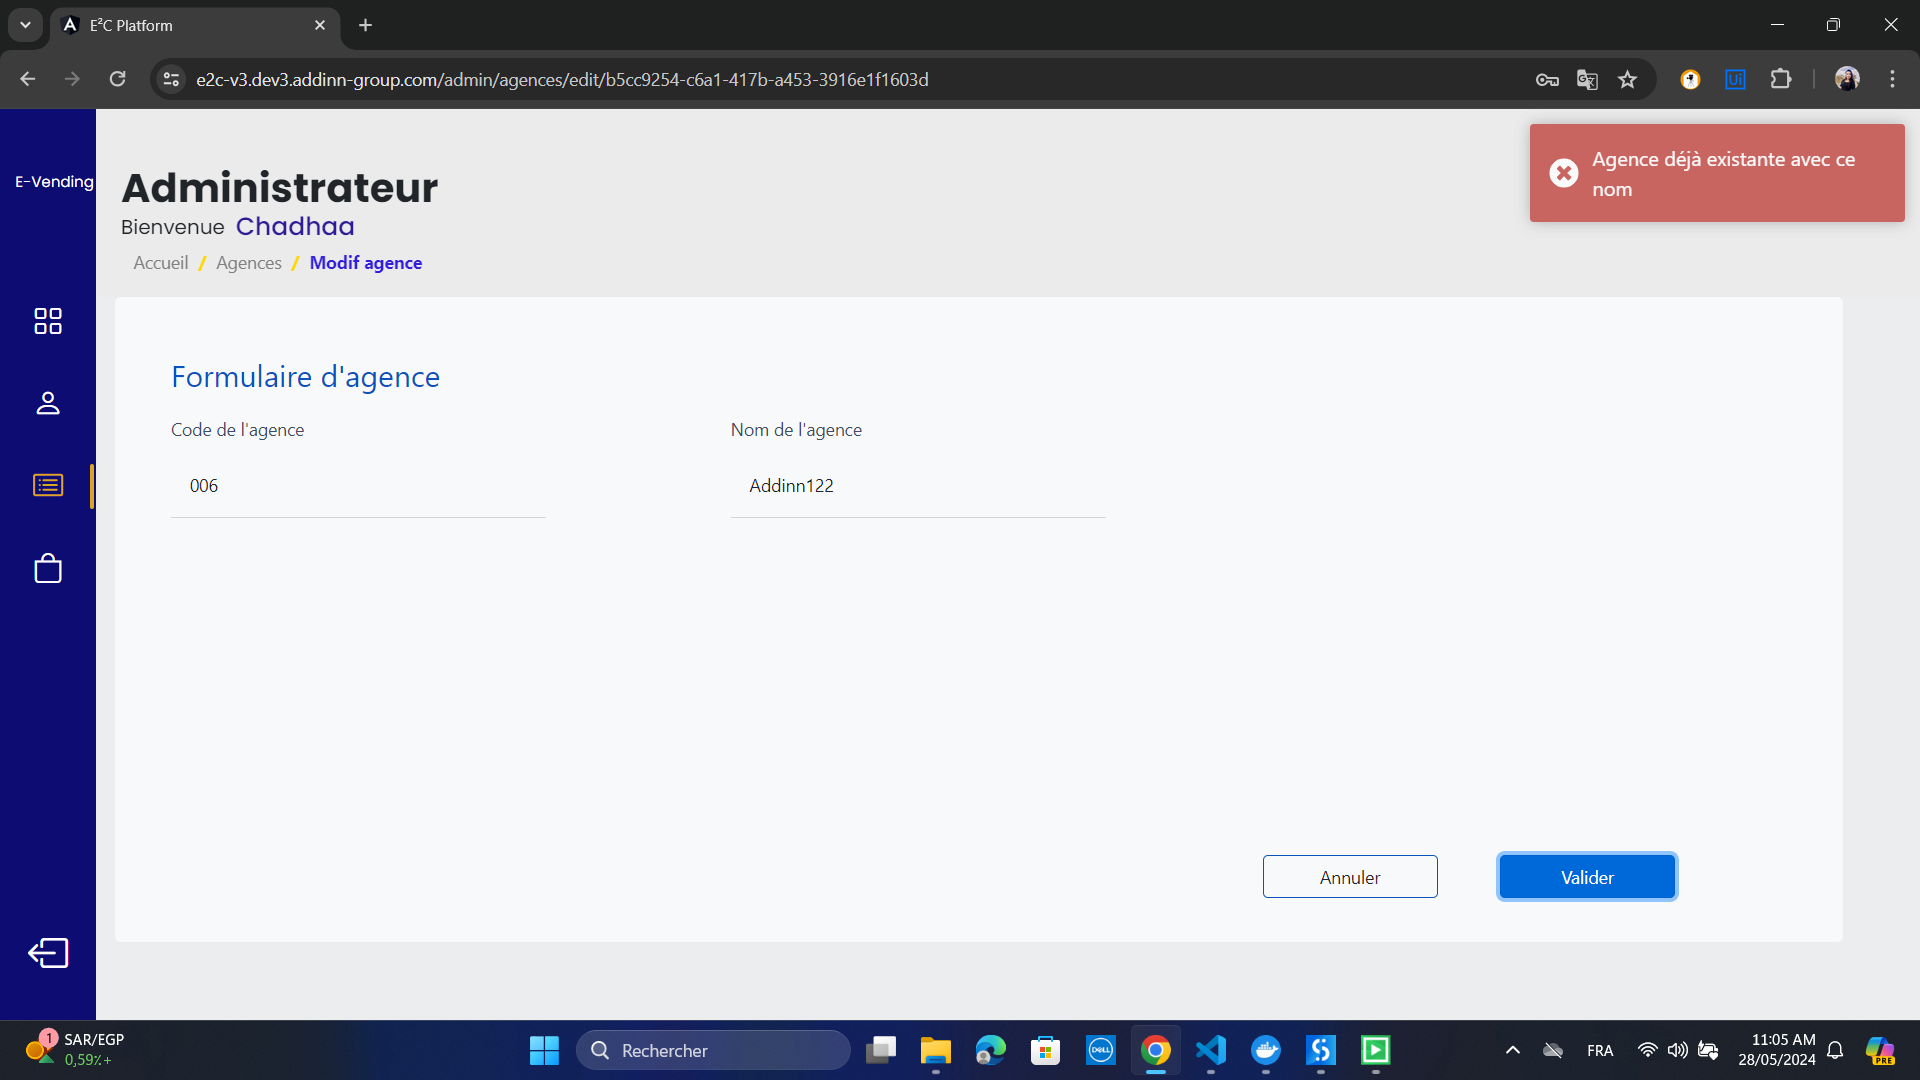 E²C Platform
e2c-v3.dev3.addinn-group.com/admin/agences/edit/b5cc9254-c6a1-417b-a453-3916e1f1603d
E-Vending
Administrateur
Bienvenue Chadhaa
Accueil / Agences / Modif agence
Agence déjà existante avec ce
nom
Formulaire d'agence
Code de l'agence
Nom de l'agence
006
Addinn122
Annuler
Valider
1
SAR/EGP
0,59٪+
Rechercher
DELL
FRA
11:05 AM
28/05/2024
PRE